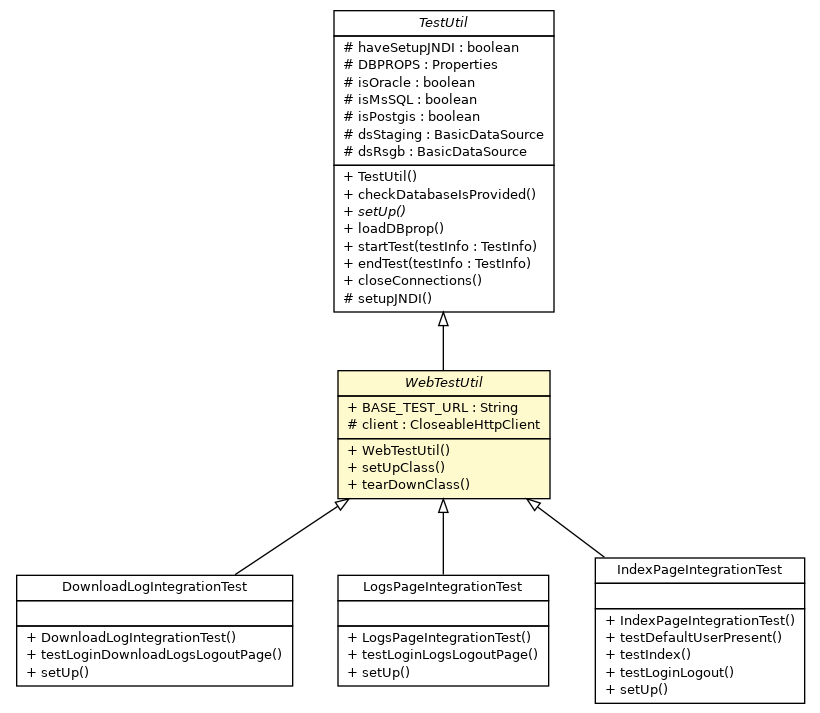 TestUtil
# haveSetupJNDI : boolean
# DBPROPS : Properties
# isOracle : boolean
# isMsSQL : boolean
# isPostgis : boolean
# dsStaging : BasicDataSource
# dsRsgb : BasicDataSource
+ TestUtil()
+ checkDatabaseIsProvided()
+ setUp()
+ loadDBprop()
+ startTest(testInfo : TestInfo)
+ endTest(testInfo : TestInfo)
+ closeConnections()
# setupJNDI()
WebTestUtil
+ BASE_TEST_URL : String
# client : CloseableHttpClient
+ WebTestUtil()
+ setUpClass()
+ tearDownClass()
DownloadLogIntegrationTest
+ DownloadLogIntegrationTest()
+ testLoginDownloadLogsLogoutPage()
+ setUp()
LogsPageIntegrationTest
+ LogsPageIntegrationTest()
+ testLoginLogsLogoutPage()
+ setUp()
IndexPageIntegrationTest
+ IndexPageIntegrationTest()
+ testDefaultUserPresent()
+ testIndex()
+ testLoginLogout()
+ setUp()